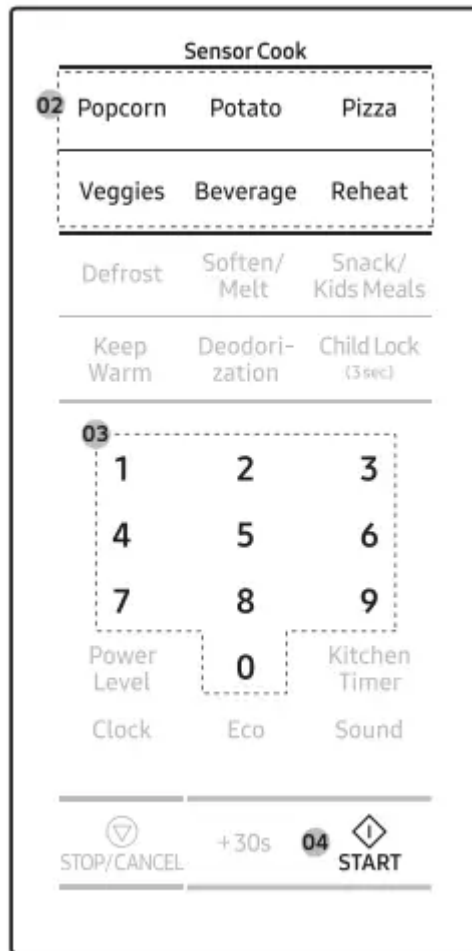 Sensor Cook
02 Popcorn Potato Pizza
Veggies Beverage Reheat
Defrost Soften/ Melt Snack/ Kids Meals
Keep Warm Deodori- zation Child Lock (3 sec)
03
1 2 3
4 5 6
7 8 9
Power Level 0 Kitchen Timer
Clock Eco Sound
STOP/CANCEL +30s 04 START